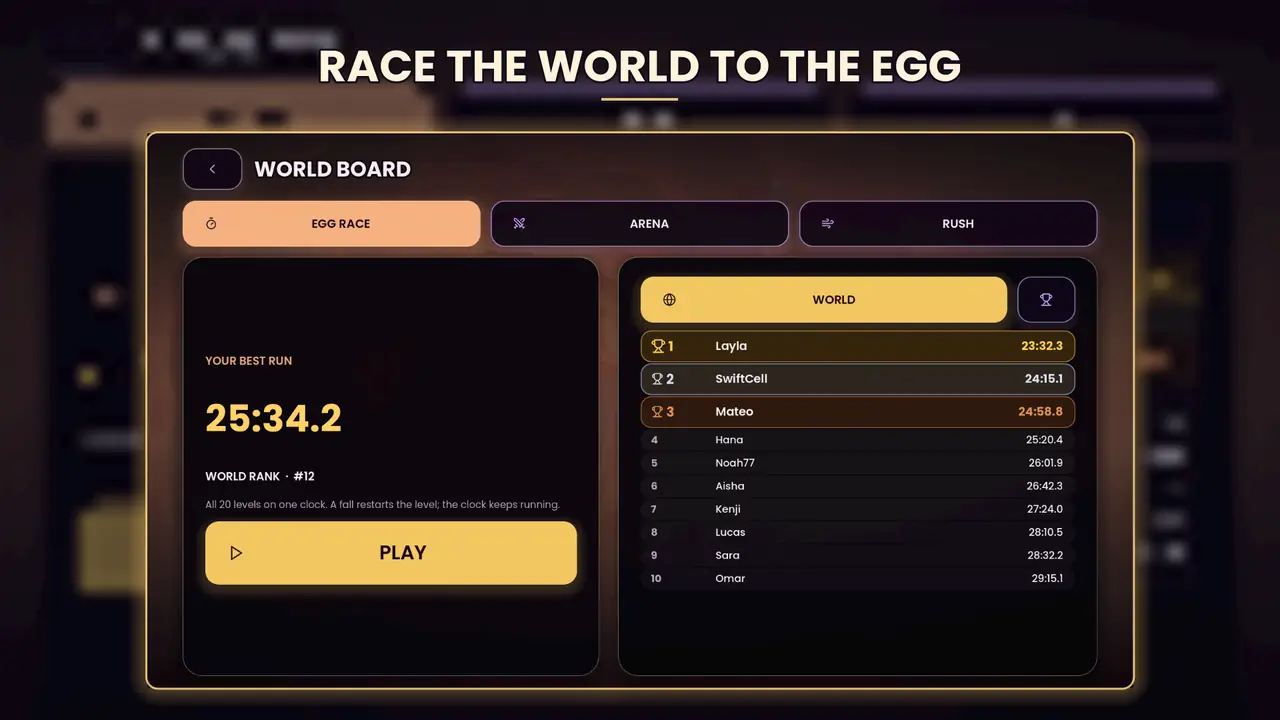 RACE THE WORLD TO THE EGG
WORLD BOARD
EGG RACE
ARENA
RUSH
YOUR BEST RUN
25:34.2
WORLD RANK · #12
All 20 levels on one clock. A fall restarts the level; the clock keeps running.
PLAY
WORLD
1 Layla 23:32.3
2 SwiftCell 24:15.1
3 Mateo 24:58.8
4 Hana 25:20.4
5 Noah77 26:01.9
6 Aisha 26:42.3
7 Kenji 27:24.0
8 Lucas 28:10.5
9 Sara 28:32.2
10 Omar 29:15.1